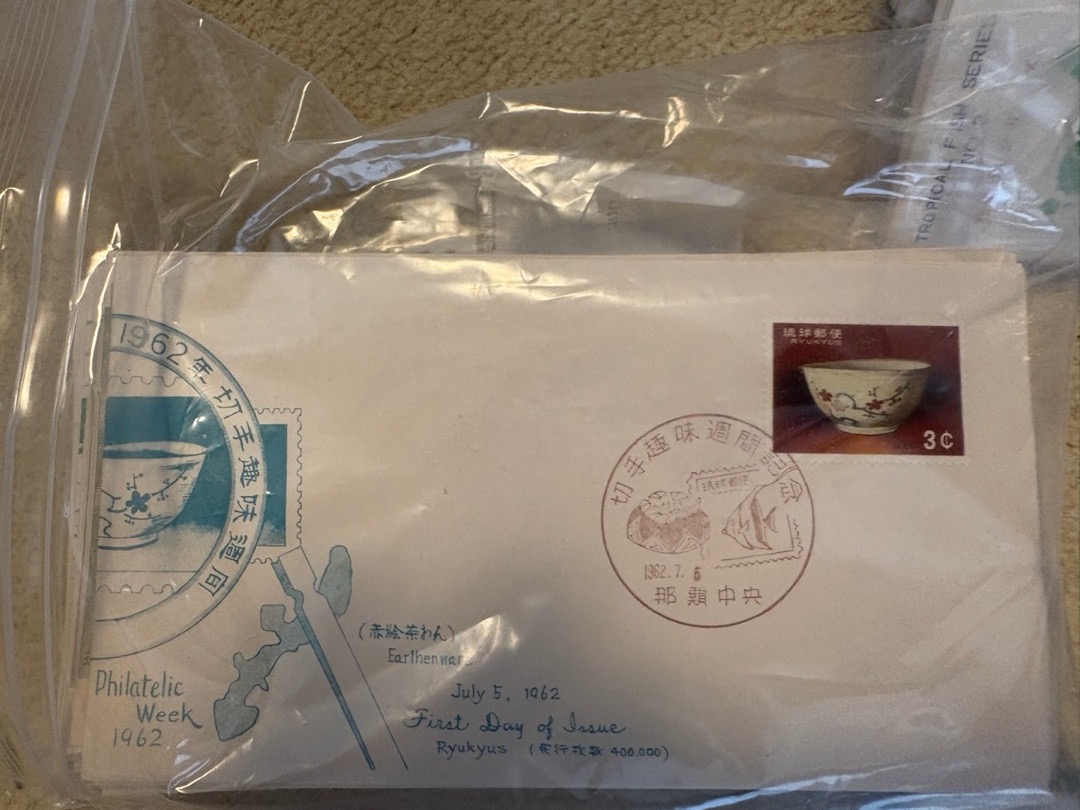 TROPICAL FISH SERIES
琉球郵便
RYUKYUS
3¢
1962年切手趣味週间
切手趣味週間記念
琉球郵便
1962.7.5
那覇中央
(赤絵茶わん)
Earthenware
Philatelic
Week
1962
July 5, 1962
First Day of Issue
Ryukyus (発行枚数 400,000)